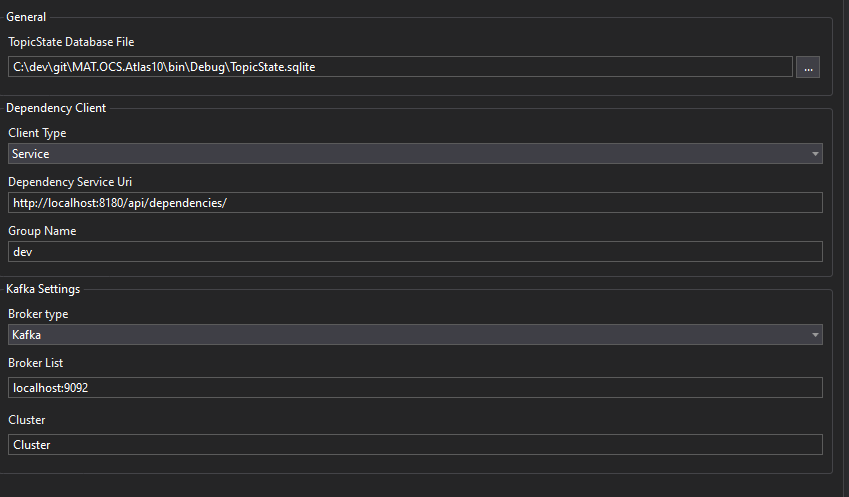 General
TopicState Database File
C:\dev\git\MAT.OCS.Atlas10\bin\Debug\TopicState.sqlite
...
Dependency Client
Client Type
Service
Dependency Service Uri
http://localhost:8180/api/dependencies/
Group Name
dev
Kafka Settings
Broker type
Kafka
Broker List
localhost:9092
Cluster
Cluster